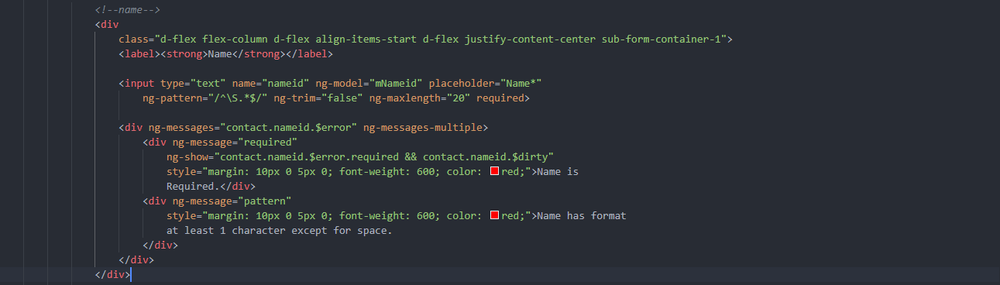 <!--name-->
<div
class="d-flex flex-column d-flex align-items-start d-flex justify-content-center sub-form-container-1">
<label><strong>Name</strong></label>
<input type="text" name="nameid" ng-model="mNameid" placeholder="Name*"
ng-pattern="/^\S.*$/" ng-trim="false" ng-maxlength="20" required>
<div ng-messages="contact.nameid.$error" ng-messages-multiple>
<div ng-message="required"
ng-show="contact.nameid.$error.required && contact.nameid.$dirty"
style="margin: 10px 0 5px 0; font-weight: 600; color: red;">Name is
Required.</div>
<div ng-message="pattern"
style="margin: 10px 0 5px 0; font-weight: 600; color: red;">Name has format
at least 1 character except for space.
</div>
</div>
</div>